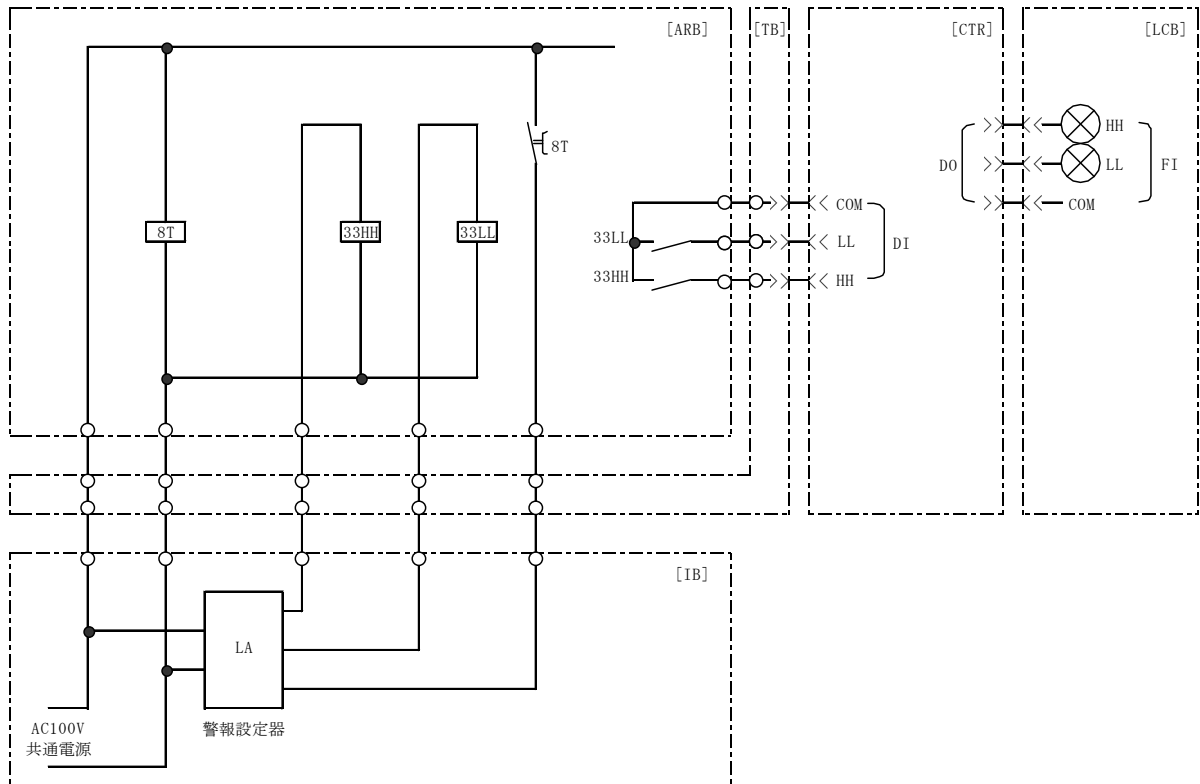 [ARB]
[TB]
[CTR]
[LCB]
8T
HH
DO
LL
FI
COM
8T
33HH
33LL
COM
33LL
LL
DI
33HH
HH
[IB]
LA
AC100V
共通電源
警報設定器